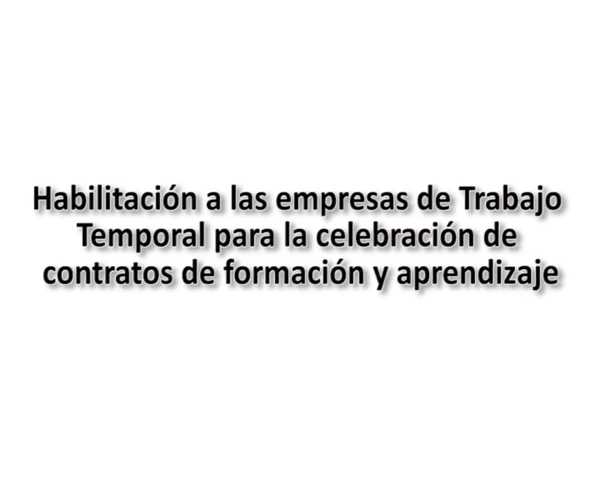 Habilitación a las empresas de Trabajo
Temporal para la celebración de
contratos de formación y aprendizaje